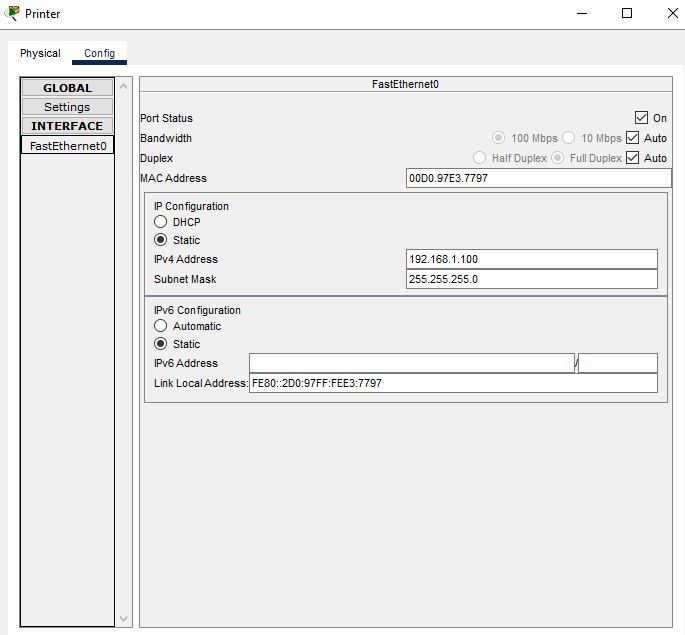 Printer
Physical Config
GLOBAL
Settings
INTERFACE
FastEthernet0
FastEthernet0
Port Status On
Bandwidth 100 Mbps 10 Mbps Auto
Duplex Half Duplex Full Duplex Auto
MAC Address 00D0.97E3.7797
IP Configuration
DHCP
Static
IPv4 Address 192.168.1.100
Subnet Mask 255.255.255.0
IPv6 Configuration
Automatic
Static
IPv6 Address /
Link Local Address: FE80::2D0:97FF:FEE3:7797